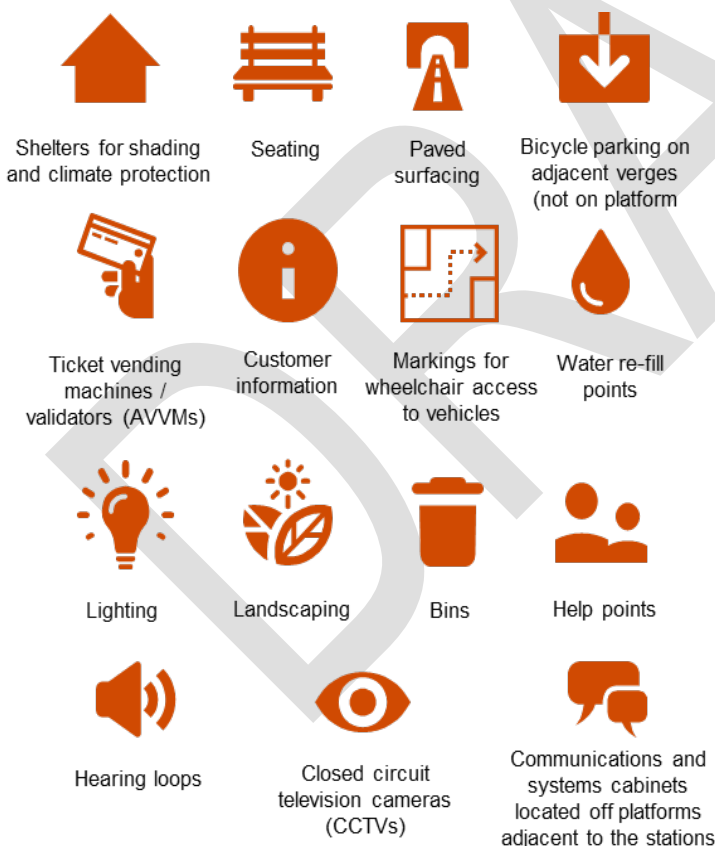 Shelters for shading
and climate protection
Seating
Paved
surfacing
Bicycle parking on
adjacent verges
(not on platform
Ticket vending
machines /
validators (AVVMs)
Customer
information
Markings for
wheelchair access
to vehicles
Water re-fill
points
Lighting
Landscaping
Bins
Help points
Hearing loops
Closed circuit
television cameras
(CCTVs)
Communications and
systems cabinets
located off platforms
adjacent to the stations
DRA